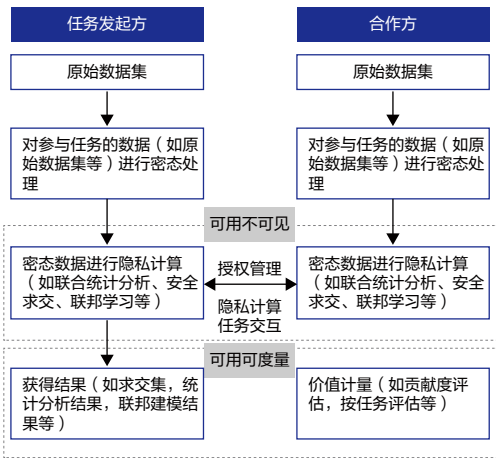 任务发起方
合作方
原始数据集
原始数据集
对参与任务的数据（如原
始数据集等）进行密态处
理
对参与任务的数据（如原
始数据集等）进行密态处
理
可用不可见
密态数据进行隐私计算
（如联合统计分析、安全
求交、联邦学习等）
授权管理
隐私计算
任务交互
密态数据进行隐私计算
（如联合统计分析、安全
求交、联邦学习等）
可用可度量
获得结果（如求交集，统
计分析结果，联邦建模结
果等）
价值计量（如贡献度评
估，按任务评估等）